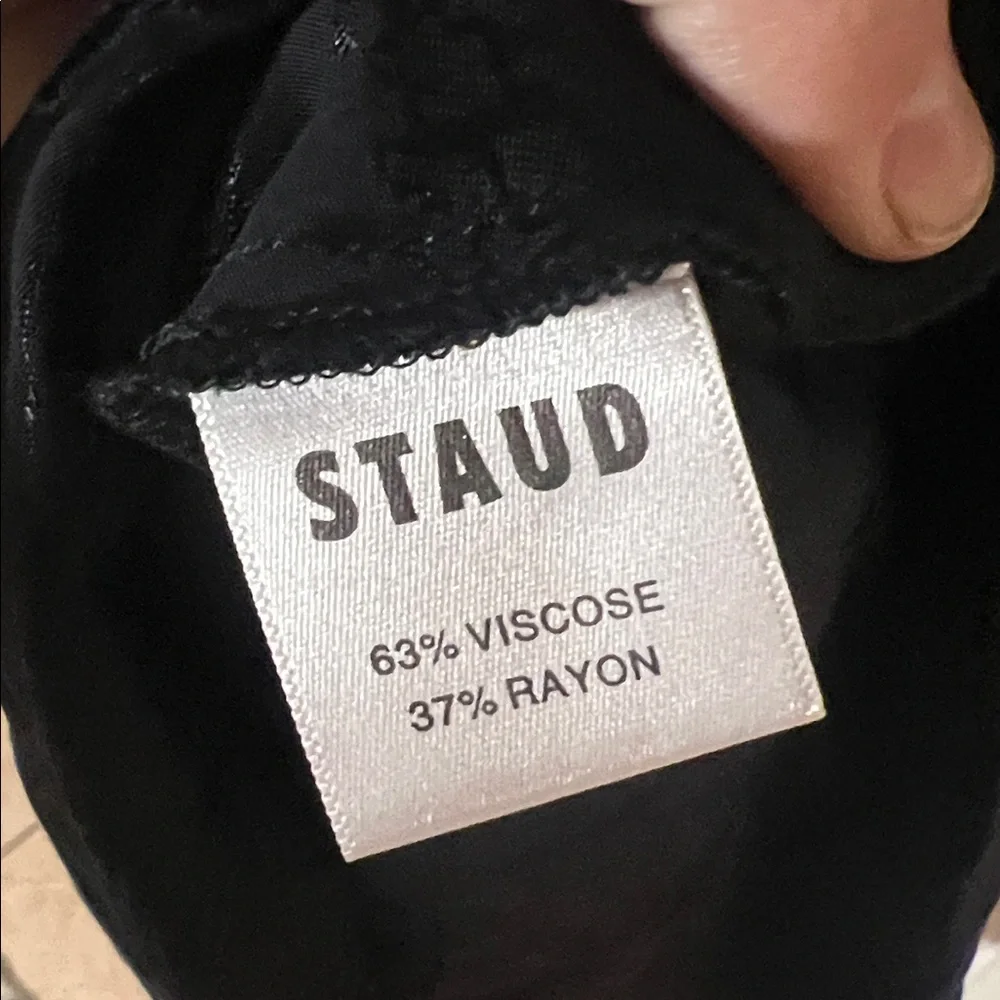 STAUD
63% VISCOSE
37% RAYON